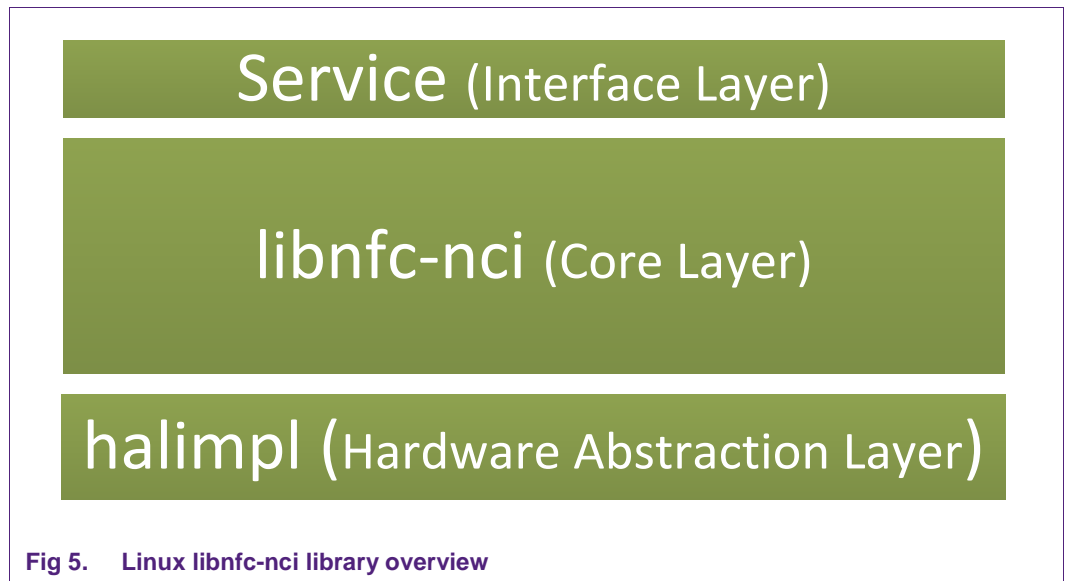 Service (Interface Layer)
libnfc-nci (Core Layer)
halimpl (Hardware Abstraction Layer)
Fig 5. Linux libnfc-nci library overview